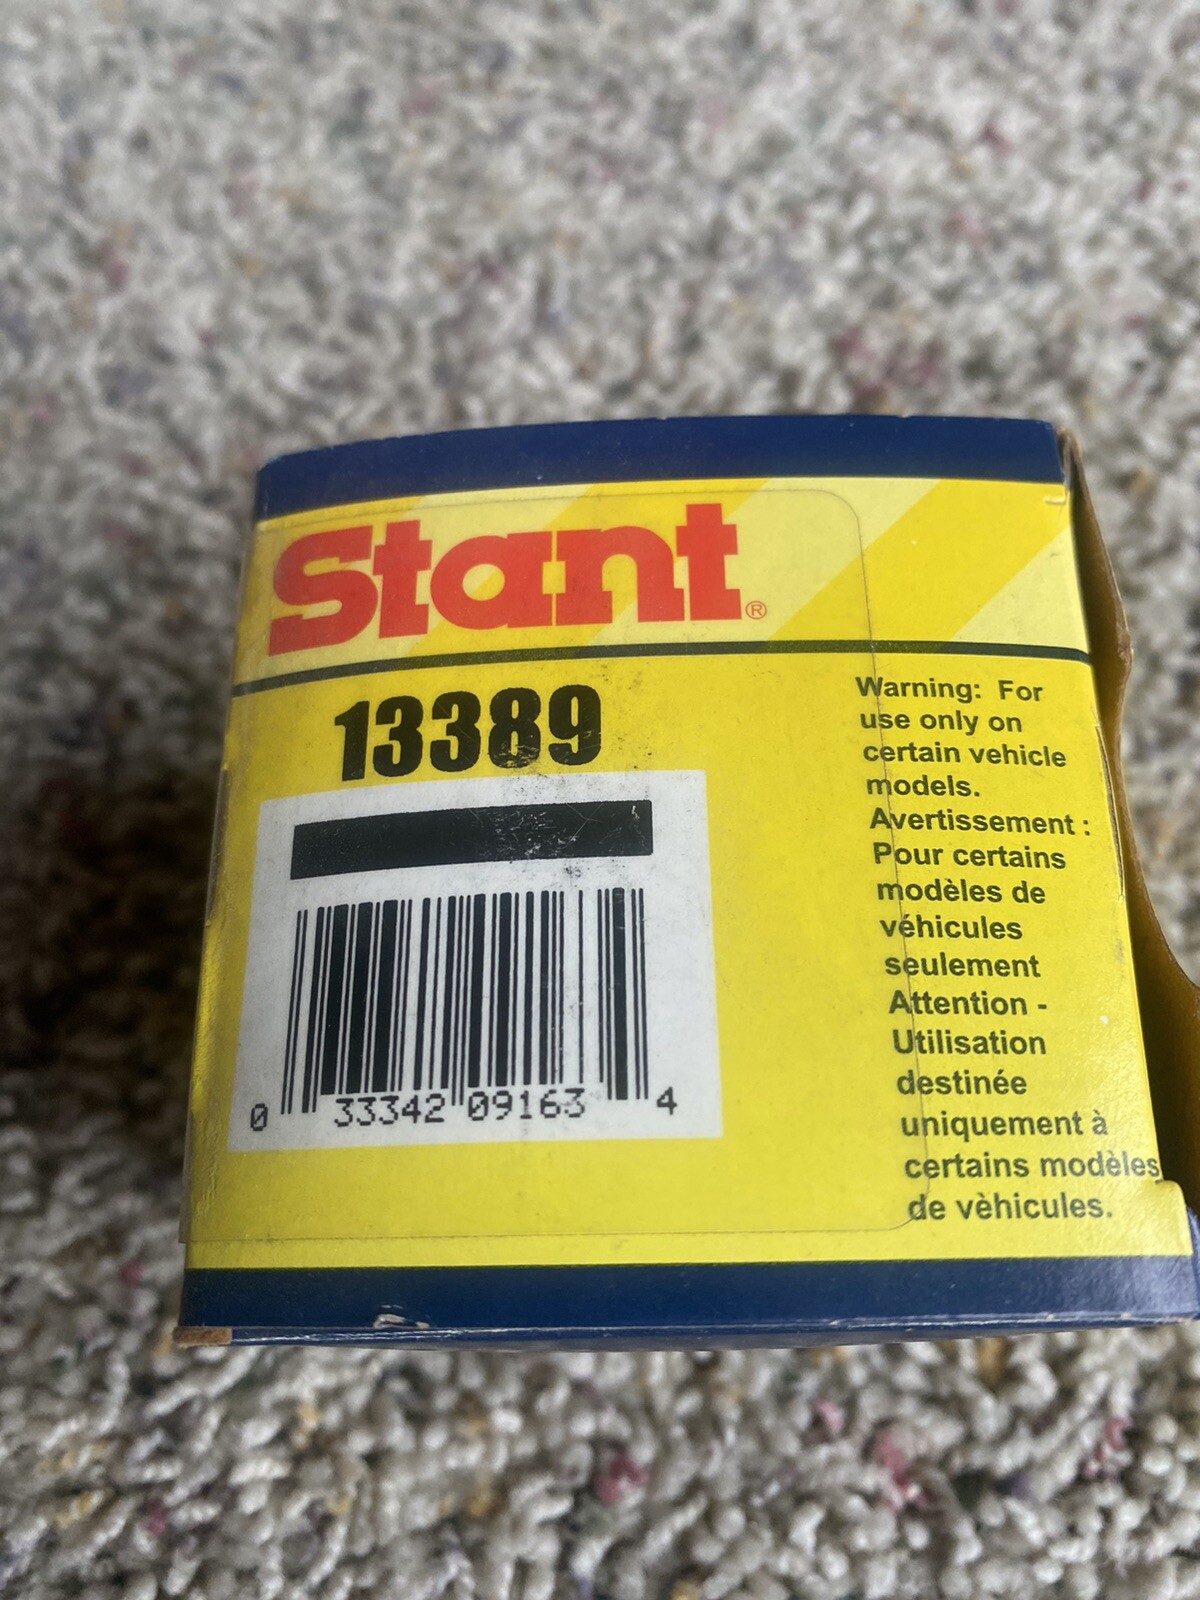 Stant®
13389
0 33342 09163 4
Warning: For
use only on
certain vehicle
models.
Avertissement :
Pour certains
modèles de
véhicules
seulement
Attention -
Utilisation
destinée
uniquement à
certains modèles
de vèhicules.